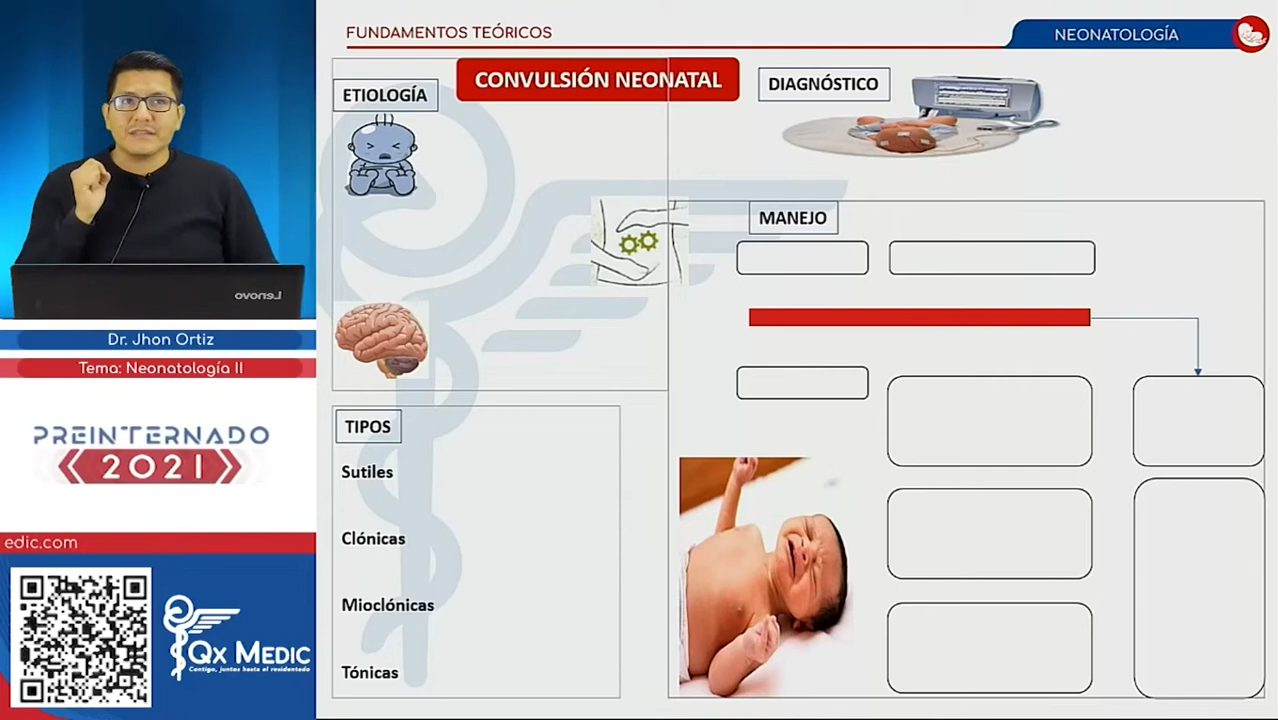 FUNDAMENTOS TEÓRICOS
NEONATOLOGÍA
CONVULSIÓN NEONATAL
ETIOLOGÍA
DIAGNÓSTICO
MANEJO
TIPOS
Sutiles
Clónicas
Mioclónicas
Tónicas
lenovo
Dr. Jhon Ortiz
Tema: Neonatología II
PREINTERNADO
2021
edic.com
Qx MEDIC
Contigo, juntos hasta el residentado